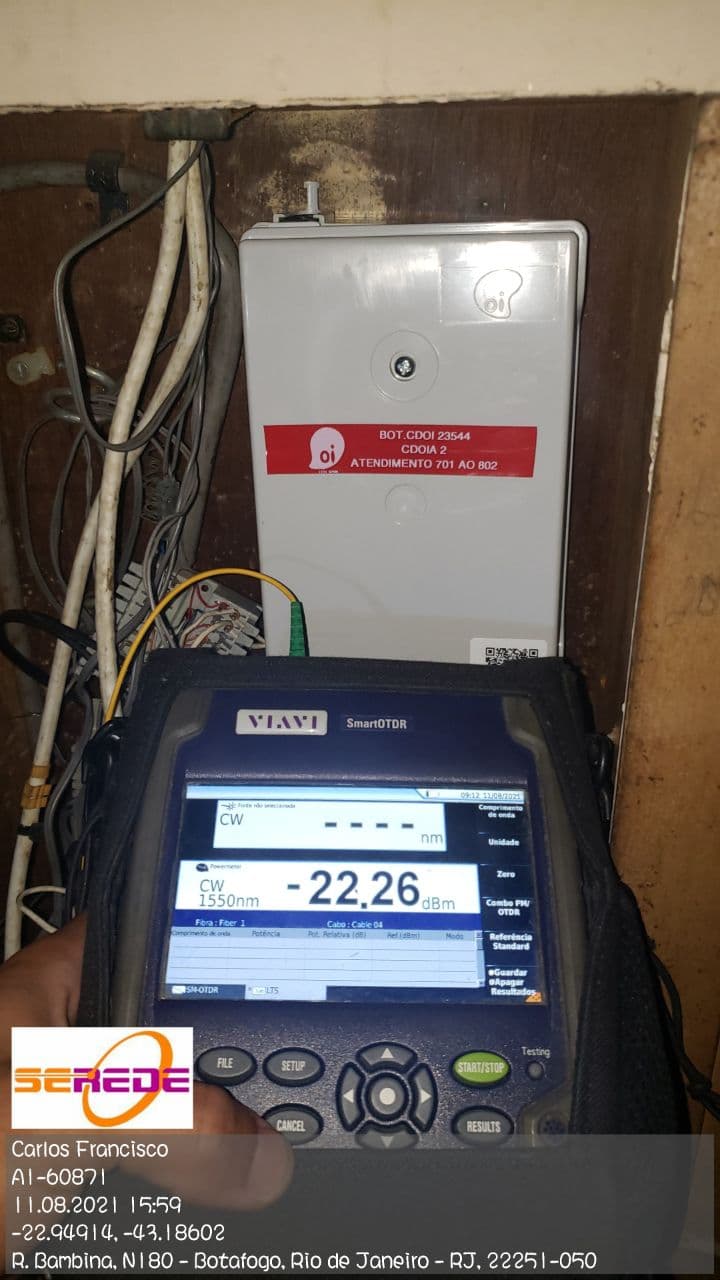 oi
oi
BOT.CDOI 23544
CDOIA 2
ATENDIMENTO 701 AO 802
VIAVI
SmartOTDR
09:12 11/08/2021
Fonte não seleccionada
CW
- - - -
nm
Powermeter
CW
1550nm
-22.26 dBm
Fibra : Fiber 1
Cabo : Cable 04
Comprimento de onda
Potência
Pot. Relativa (dB)
Ref (dBm)
Modo
SM-OTDR
LTS
Comprimento
de onda
Unidade
Zero
Combo PM/
OTDR
Referência
Standard
Guardar
Apagar
Resultados
FILE
SETUP
CANCEL
START/STOP
RESULTS
Testing
SEREDE
Carlos Francisco
A1-60871
11.08.2021 15:59
-22.94914, -43.18602
R. Bambina, N180 - Botafogo, Rio de Janeiro - RJ, 22251-050